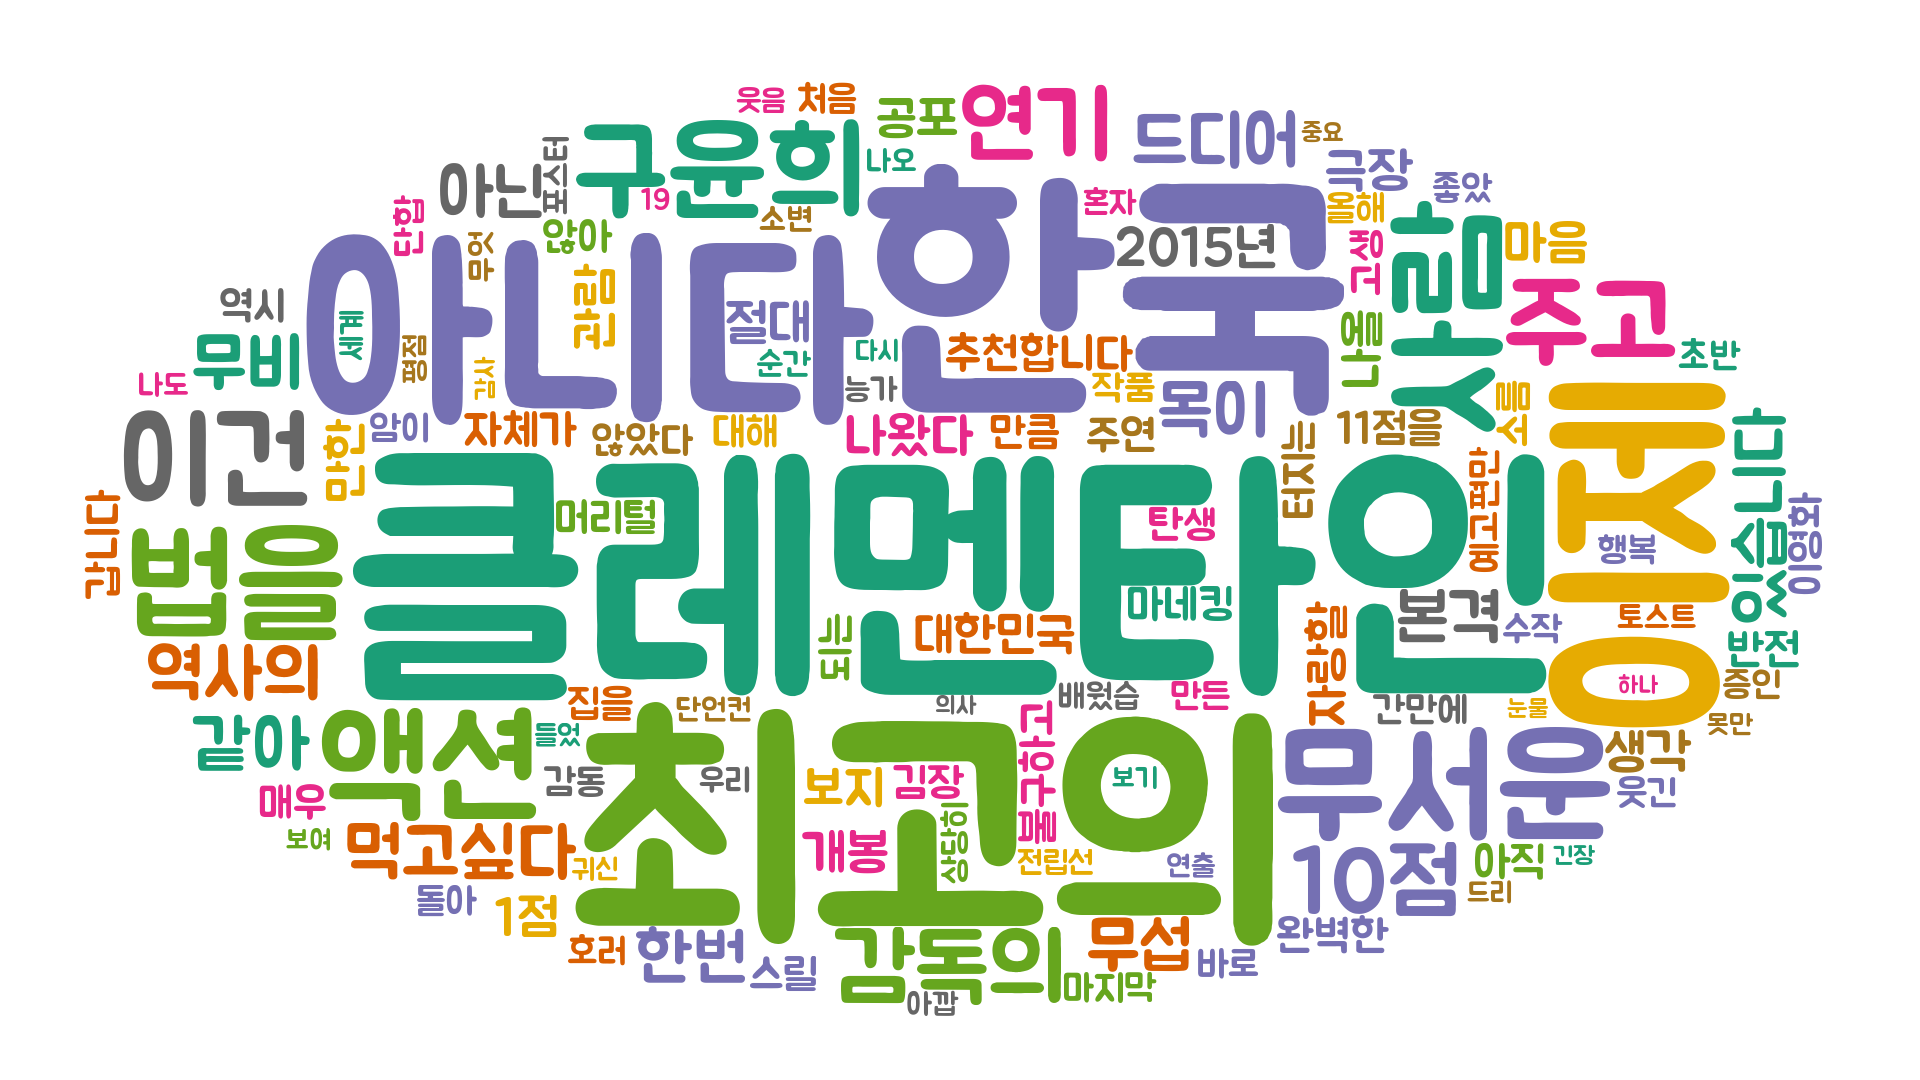 웃음
처음
공포
연기
드디어
중요
구윤희
나오
극장
좋았
아닌
포스터
19
소변
한국
혼자
올해
단합
무엇
않아
2015년
고생
사람
마음
아니다
관림
절대
역시
세계
무비
평점
감사
순간
다시
추천합니다
나올
주고
초반
나도
능가
작품
목이
소름
세상
이건
만한
암이
자체가
않았다
대해
나왔다
만큼
주연
11점을
터지는
있습니다
클레멘타인
머리털
탄생
육고편만
행복
이영화
갑니다
법을
마네킹
본격
수작
토스트
되는
대한민국
자랑할
반전
역사의
집을
단언컨
의사
배웠습
만든
간만에
눈물
하나
증인
못만
같아
액션
들었
최고의
불구하고
무서운
생각
감동
우리
보지
김장
보기
웃긴
매우
보여
먹고싶다
귀신
개봉
상당히
전립선
연출
10점
아직
긴장
드리
돌아
1점
호러
한번
스릴
감독의
무섭
바로
완벽한
마지막
아깝